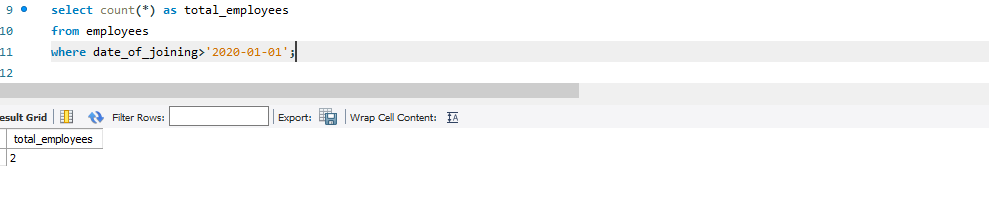 9 select count(*) as total_employees
10 from employees
11 where date_of_joining>'2020-01-01';
12
esult Grid Filter Rows: Export: Wrap Cell Content: IA
total_employees
2